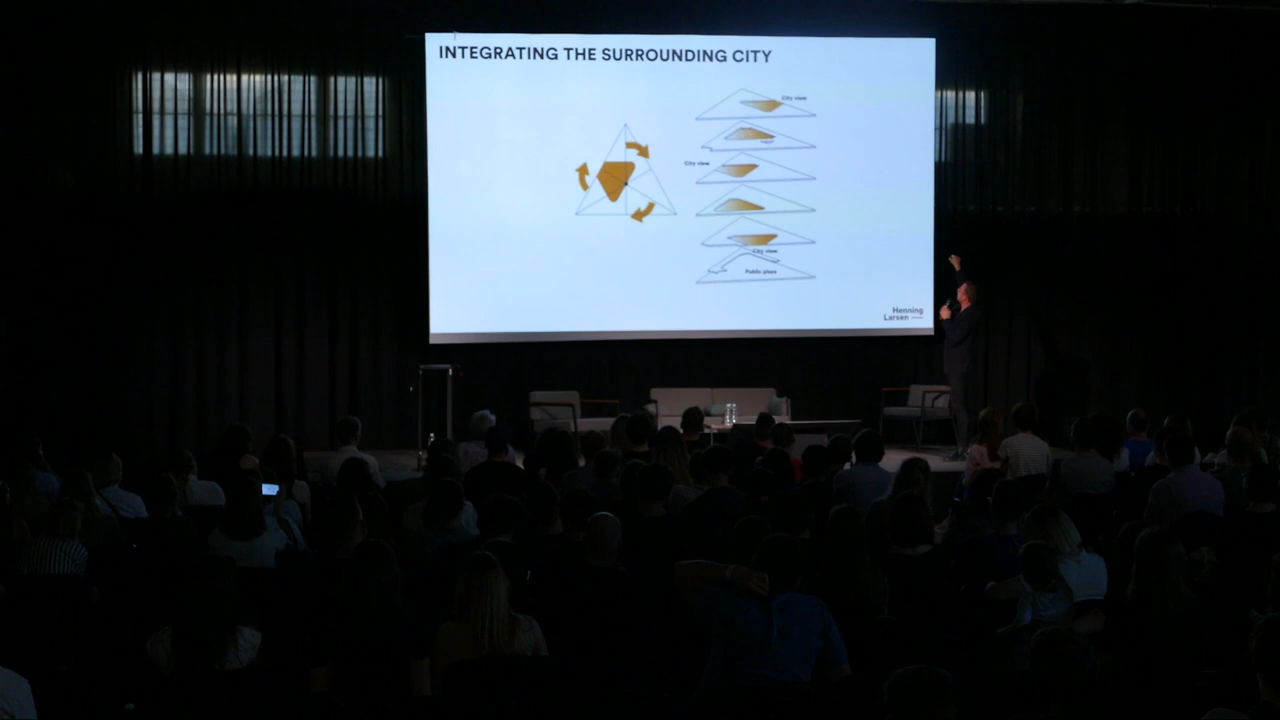 INTEGRATING THE SURROUNDING CITY
City view
City view
City view
Public plaza
Henning
Larsen